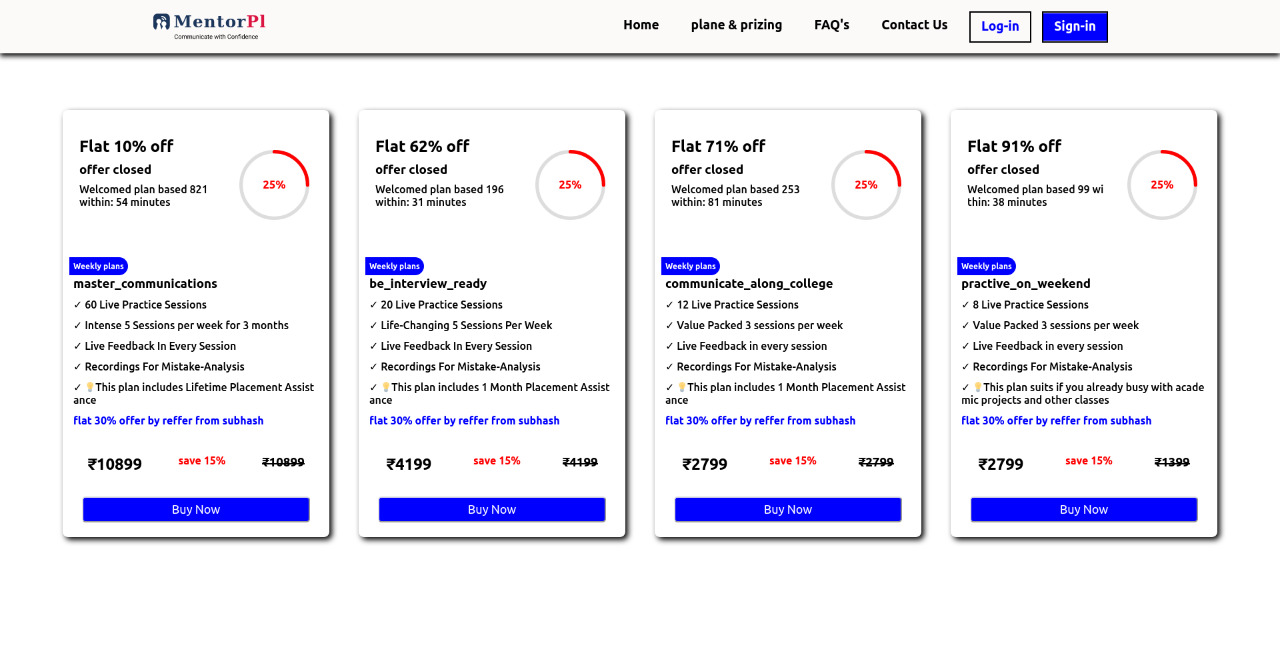 MentorPl
Communicate with Confidence
Home
plane & prizing
FAQ's
Contact Us
Log-in
Sign-in
Flat 10% off
offer closed
Welcomed plan based 821
within: 54 minutes
25%
Weekly plans
master_communications
✓ 60 Live Practice Sessions
✓ Intense 5 Sessions per week for 3 months
✓ Live Feedback In Every Session
✓ Recordings For Mistake-Analysis
✓ 💡This plan includes Lifetime Placement Assist
ance
flat 30% offer by reffer from subhash
₹10899
save 15%
₹10899
Buy Now
Flat 62% off
offer closed
Welcomed plan based 196
within: 31 minutes
25%
Weekly plans
be_interview_ready
✓ 20 Live Practice Sessions
✓ Life-Changing 5 Sessions Per Week
✓ Live Feedback In Every Session
✓ Recordings For Mistake-Analysis
✓ 💡This plan includes 1 Month Placement Assist
ance
flat 30% offer by reffer from subhash
₹4199
save 15%
₹4199
Buy Now
Flat 71% off
offer closed
Welcomed plan based 253
within: 81 minutes
25%
Weekly plans
communicate_along_college
✓ 12 Live Practice Sessions
✓ Value Packed 3 sessions per week
✓ Live Feedback in every session
✓ Recordings For Mistake-Analysis
✓ 💡This plan includes 1 Month Placement Assist
ance
flat 30% offer by reffer from subhash
₹2799
save 15%
₹2799
Buy Now
Flat 91% off
offer closed
Welcomed plan based 99 wi
thin: 38 minutes
25%
Weekly plans
practive_on_weekend
✓ 8 Live Practice Sessions
✓ Value Packed 3 sessions per week
✓ Live Feedback in every session
✓ Recordings For Mistake-Analysis
✓ 💡This plan suits if you already busy with acade
mic projects and other classes
flat 30% offer by reffer from subhash
₹2799
save 15%
₹1399
Buy Now